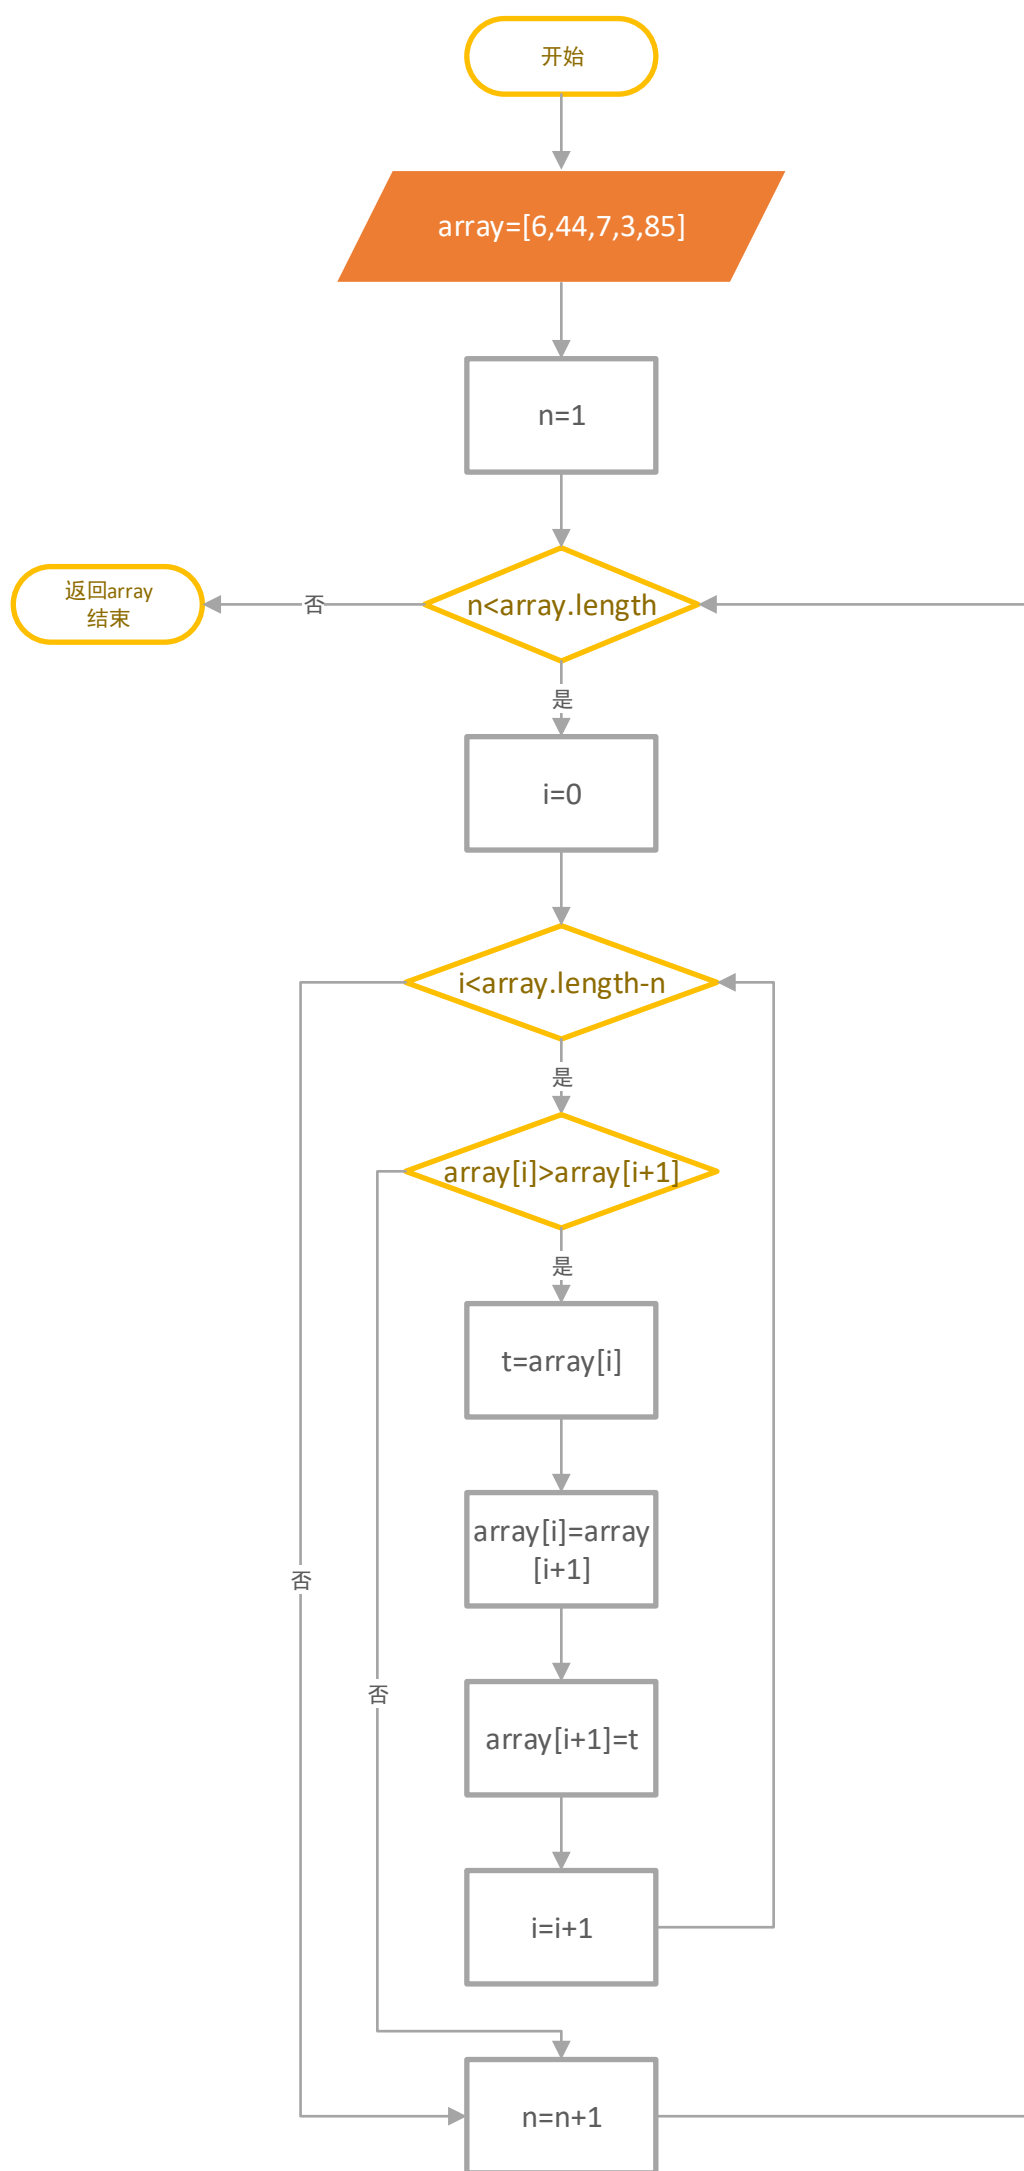 开始
array=[6,44,7,3,85]
n=1
n<array.length
否
返回array
结束
是
i=0
i<array.length-n
是
array[i]>array[i+1]
是
t=array[i]
array[i]=array
[i+1]
否
否
array[i+1]=t
i=i+1
n=n+1